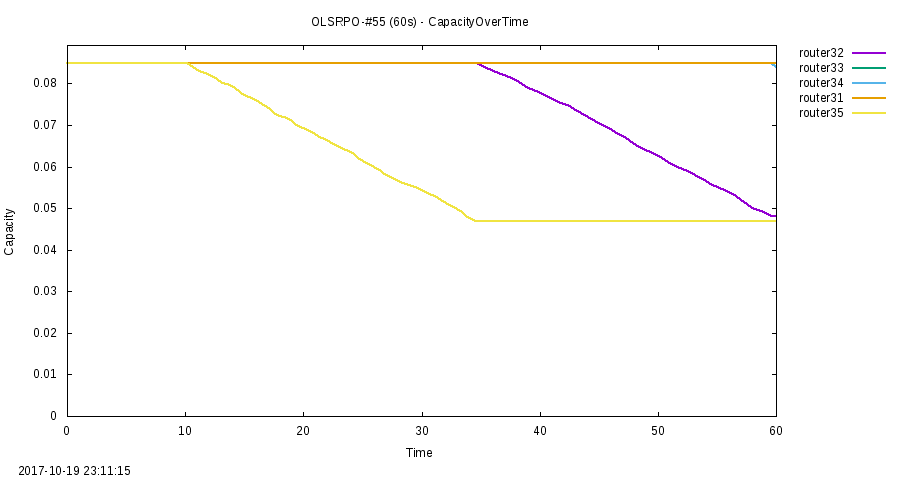 OLSRPO-#55 (60s) - CapacityOverTime
router32
router33
router34
router31
router35
Capacity
0.08
0.07
0.06
0.05
0.04
0.03
0.02
0.01
0
0 10 20 30 40 50 60
Time
2017-10-19 23:11:15